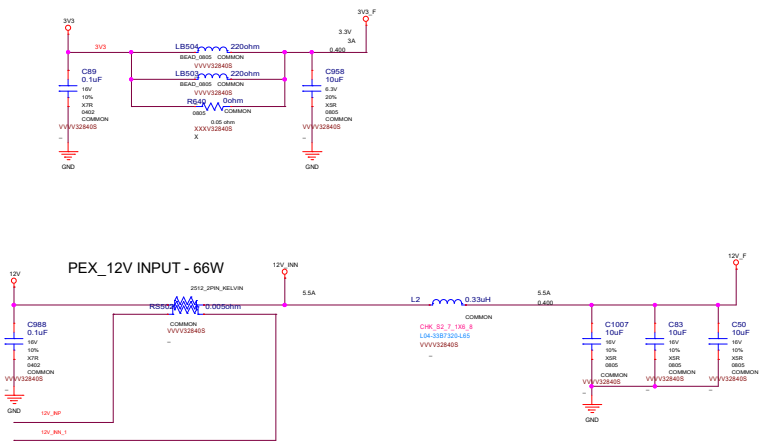 3V3
3V3_F
3.3V
3A
0.400
3V3
LB504 220ohm
BEAD_0805 COMMON
VVVV32840S
LB503 220ohm
BEAD_0805 COMMON
VVVV32840S
R640 0ohm
0805 COMMON
0.05 ohm
XXXV32840S
X
C89
0.1uF
16V
10%
X7R
0402
COMMON
VVVV32840S
GND
C958
10uF
6.3V
20%
X5R
0805
COMMON
VVVV32840S
GND
PEX_12V INPUT - 66W
12V
12V_INN
12V_F
2512_2PIN_KELVIN
RS502 0.005ohm
COMMON
VVVV32840S
5.5A
L2 0.33uH
COMMON
CHK_S2_7_1X6_8
L04-33B7320-L65
VVVV32840S
5.5A
0.400
C988
0.1uF
16V
10%
X7R
0402
COMMON
VVVV32840S
GND
12V_INP
12V_INN_1
C1007
10uF
16V
10%
X5R
0805
COMMON
VVVV32840S
GND
C83
10uF
16V
10%
X5R
0805
COMMON
VVVV32840S
C50
10uF
16V
10%
X5R
0805
COMMON
VVVV32840S